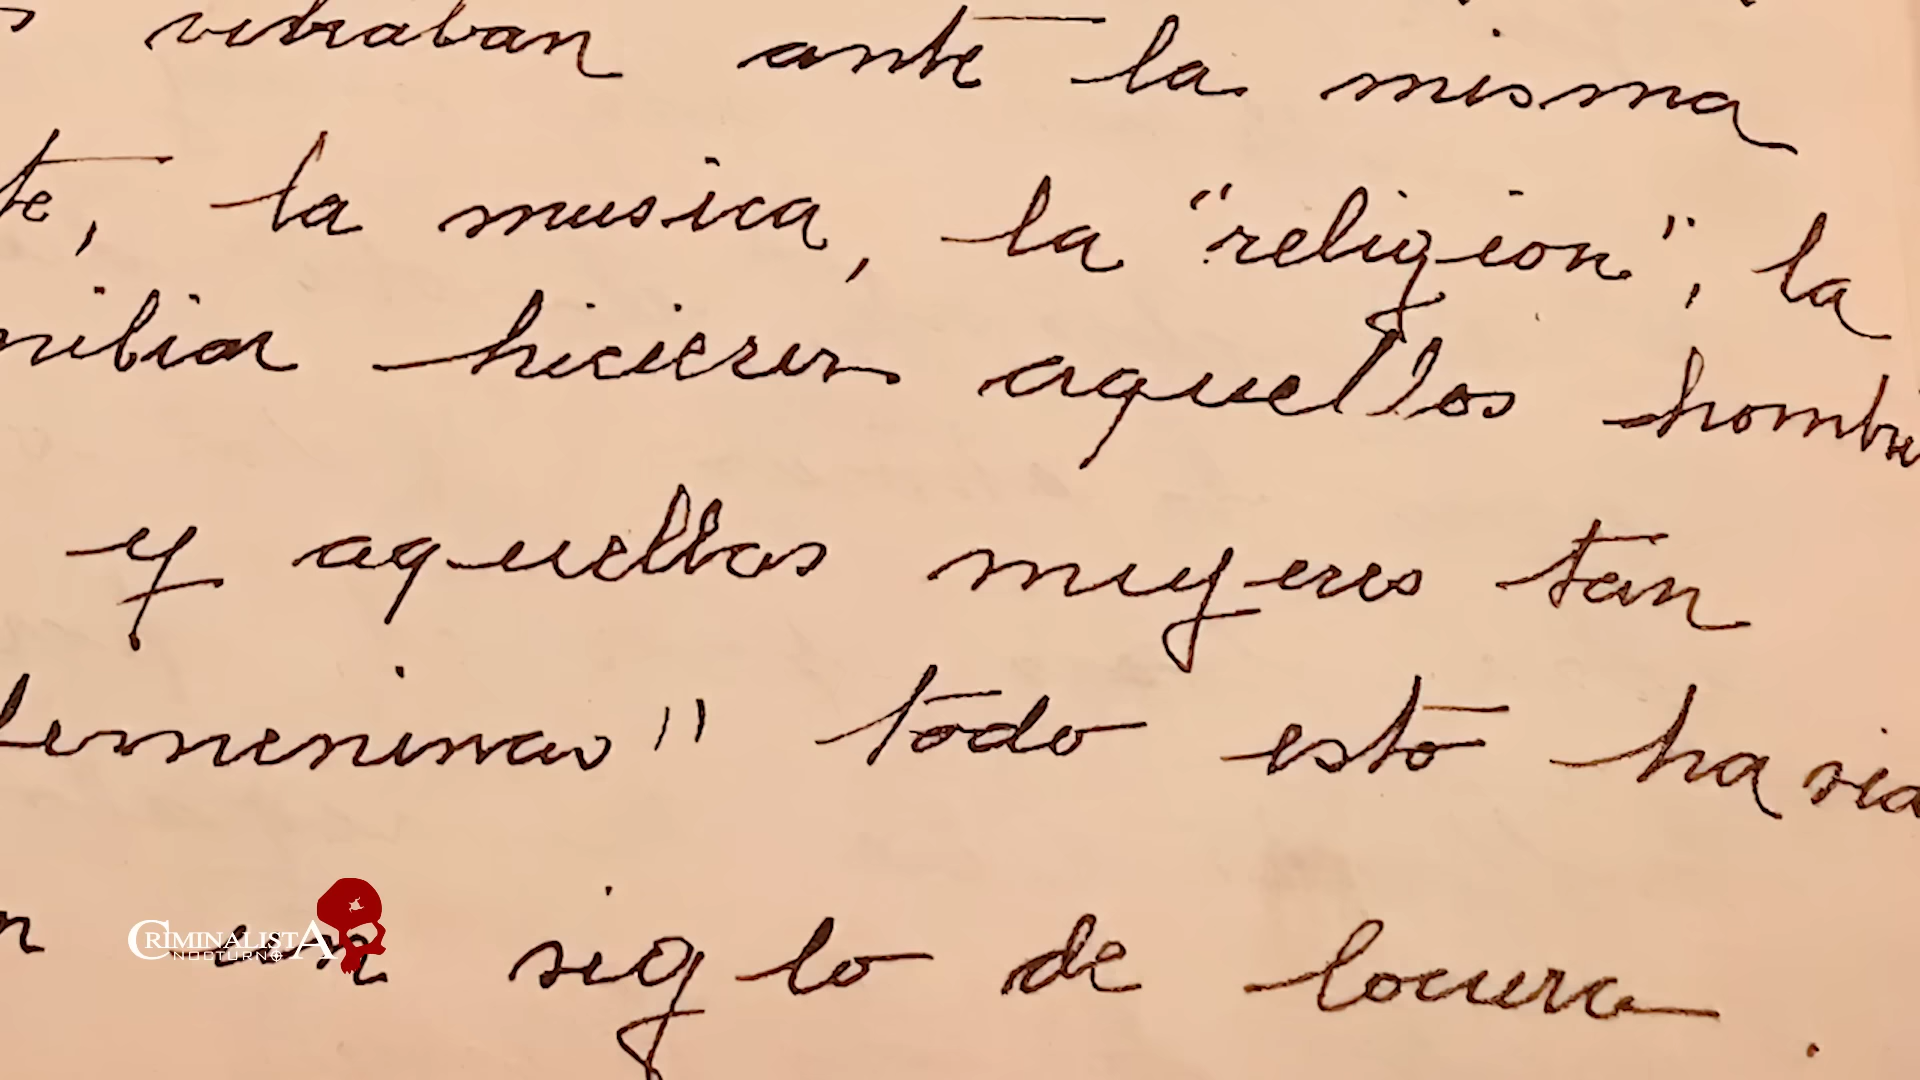 vibraban ante la misma
te, la musica, la "religion", la
hicieron aquellos hombre
y aquellas mujeres tan
femeninas" todo esto
un siglo de locura.
CRIMINALISTA
NOCTURNO